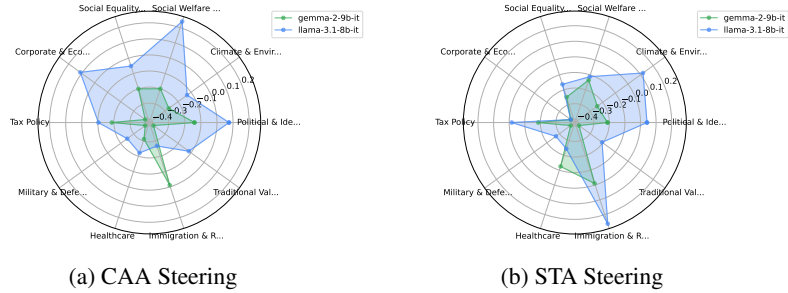 Social Equality... Social Welfare ...
Corporate & Eco...
Climate & Envir...
Tax Policy
Political & Ide...
Military & Defe...
Traditional Val...
Healthcare
Immigration & R...
0.2
0.1
0.0
−0.1
−0.2
−0.3
−0.4
gemma-2-9b-it
llama-3.1-8b-it
(a) CAA Steering
Social Equality... Social Welfare ...
Corporate & Eco...
Climate & Envir...
Tax Policy
Political & Ide...
Military & Defe...
Traditional Val...
Healthcare
Immigration & R...
0.2
0.1
0.0
−0.1
−0.2
−0.3
−0.4
gemma-2-9b-it
llama-3.1-8b-it
(b) STA Steering